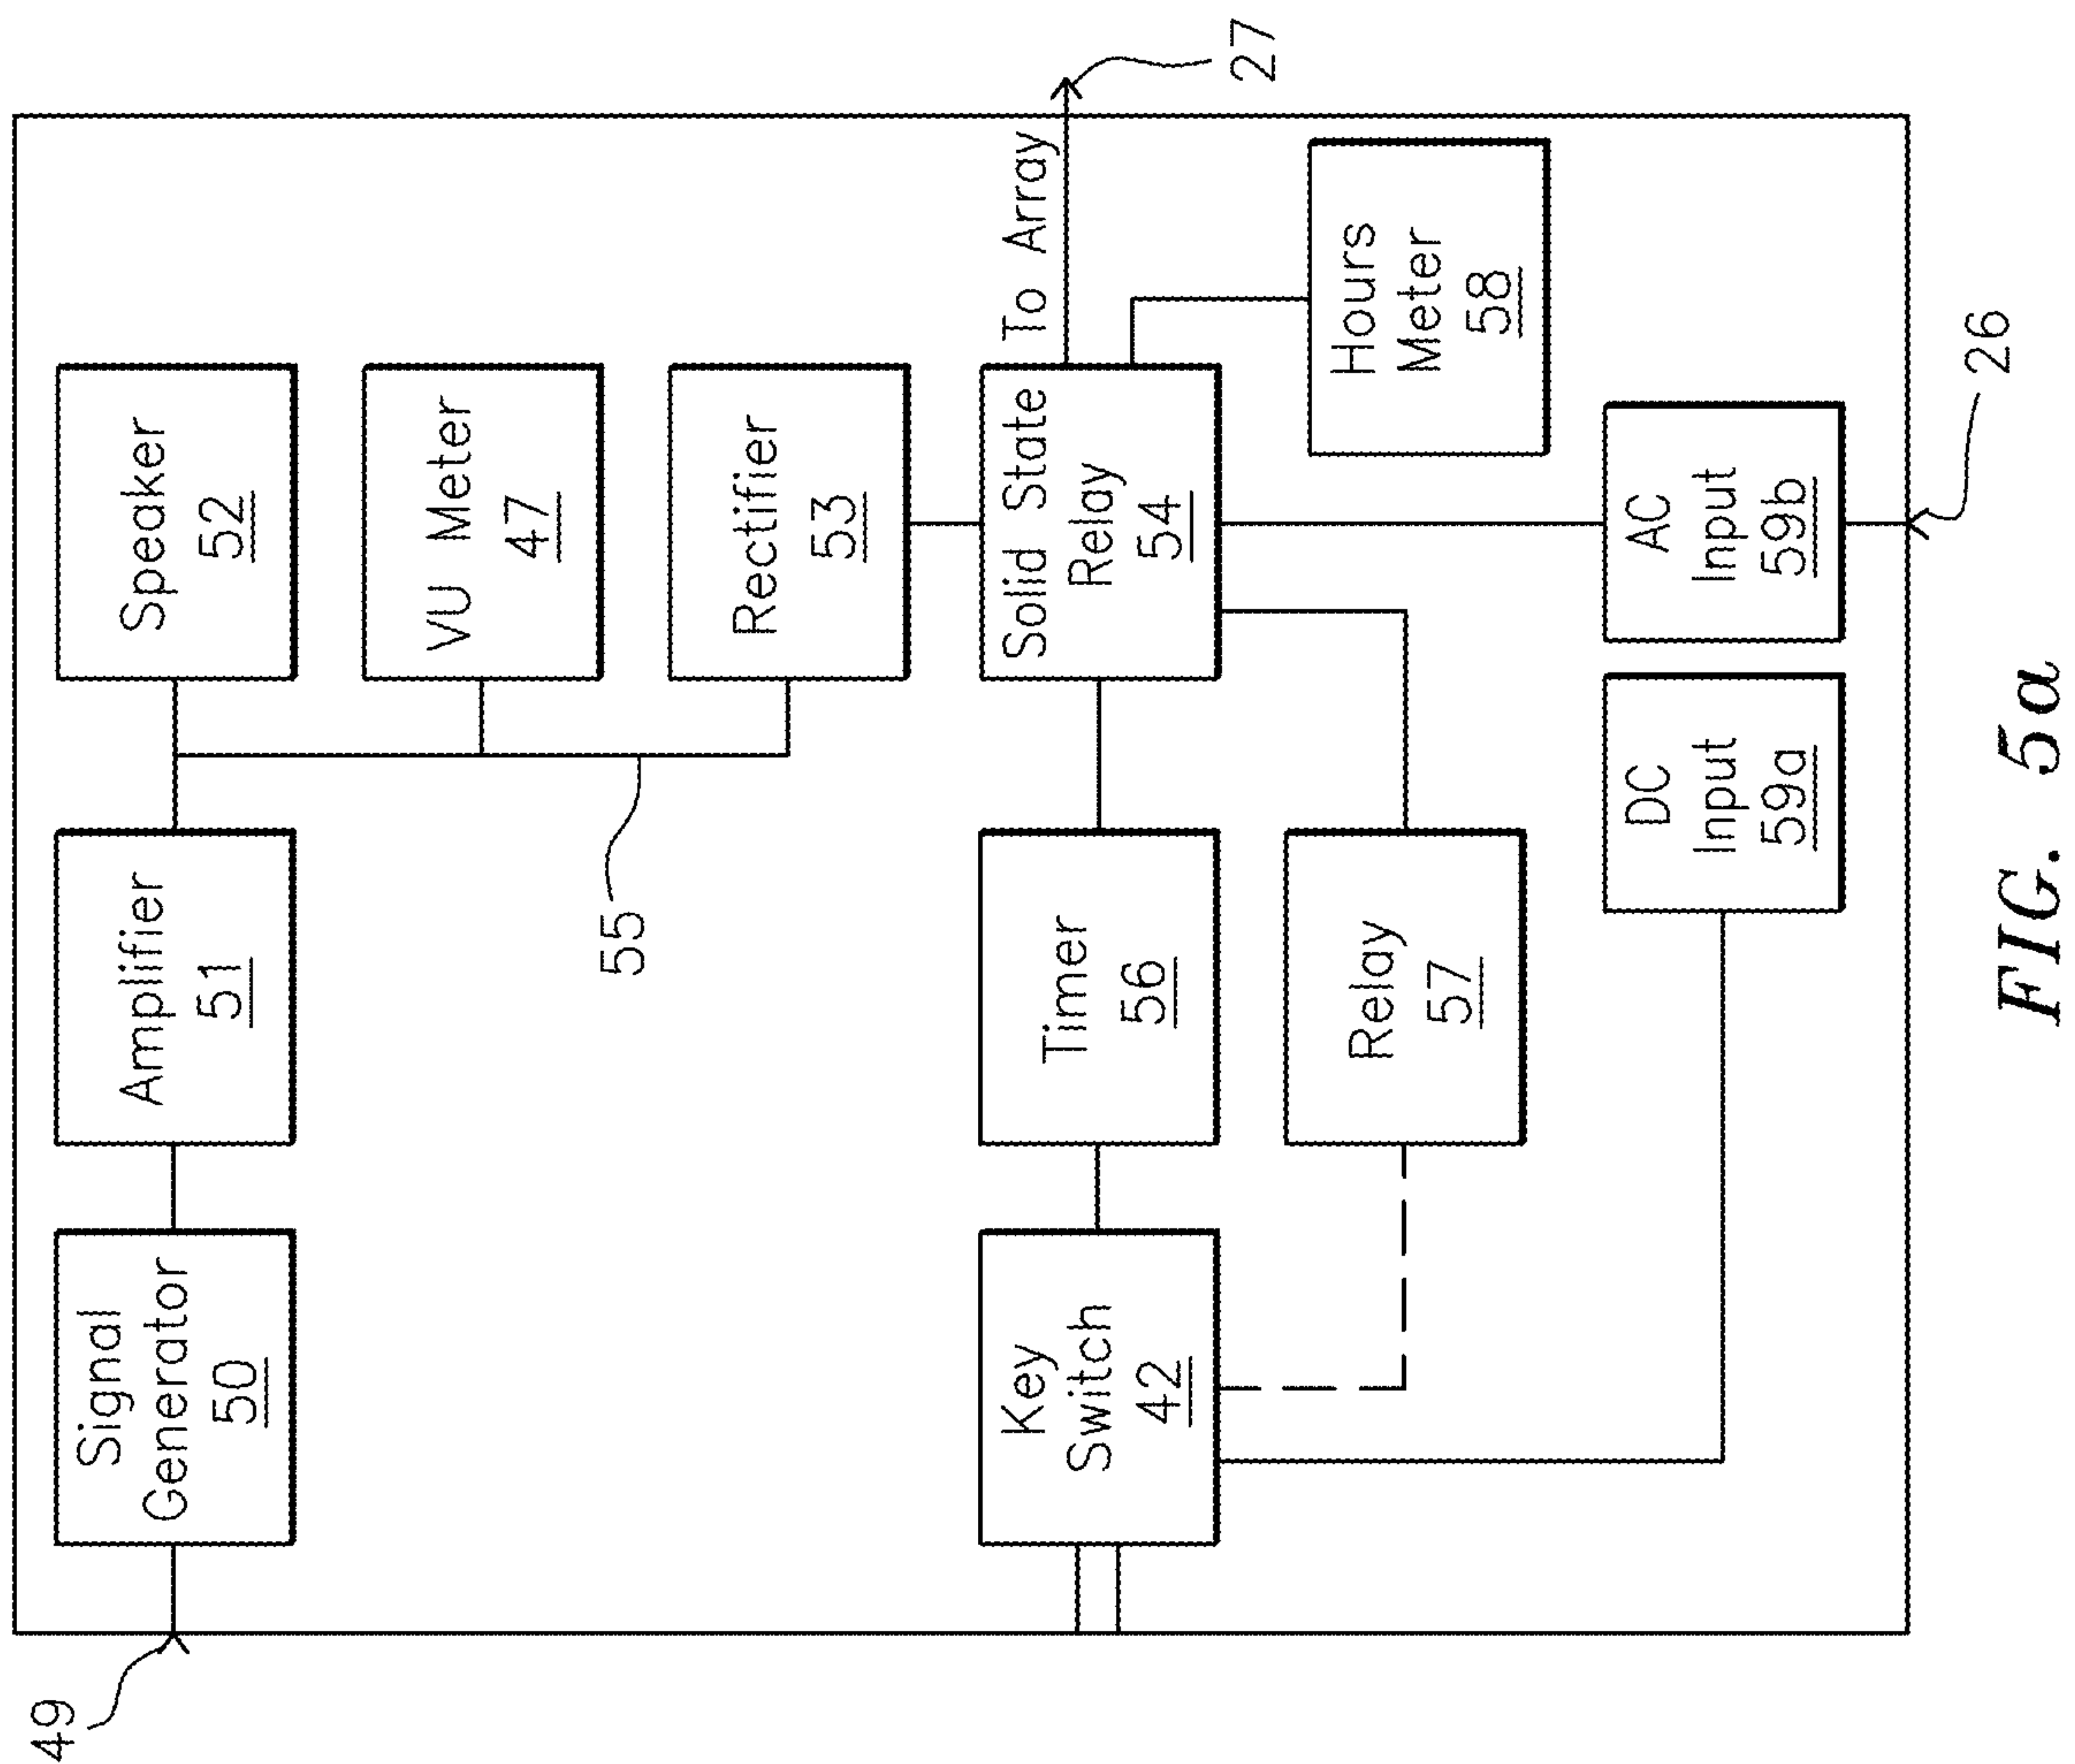 49
Signal
Generator
50
Amplifier
51
Speaker
52
VU Meter
47
55
Rectifier
53
Key
Switch
42
Timer
56
Solid State
Relay
54
To Array
27
Relay
57
Hours
Meter
58
DC
Input
59a
AC
Input
59b
26
FIG. 5a